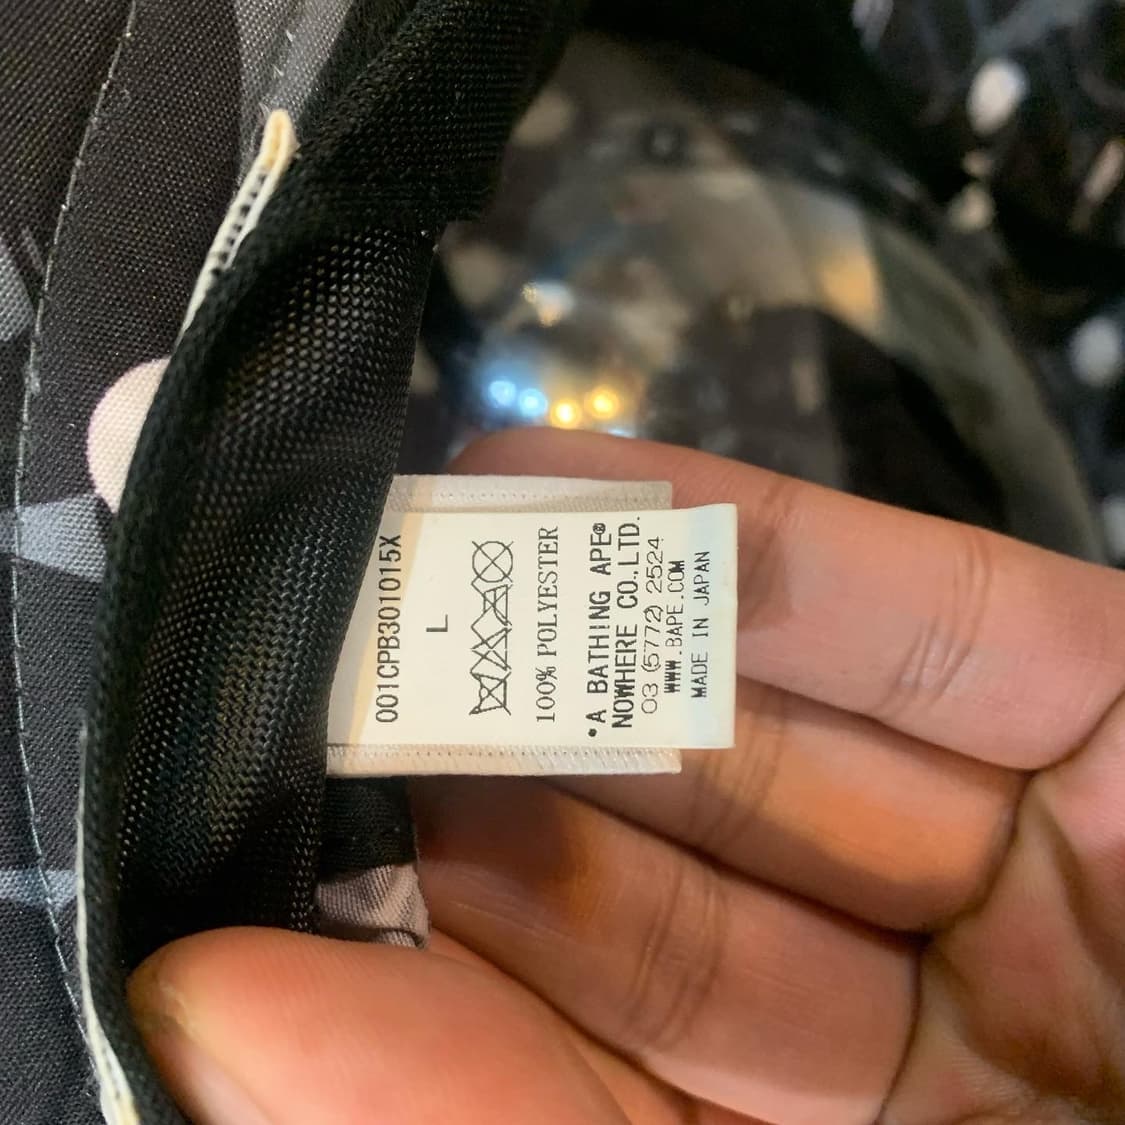 001CPB301015X
L
100% POLYESTER
•A BATHING APE®
NOWHERE CO.,LTD.
03 (5772) 2524
WWW.BAPE.COM
MADE IN JAPAN